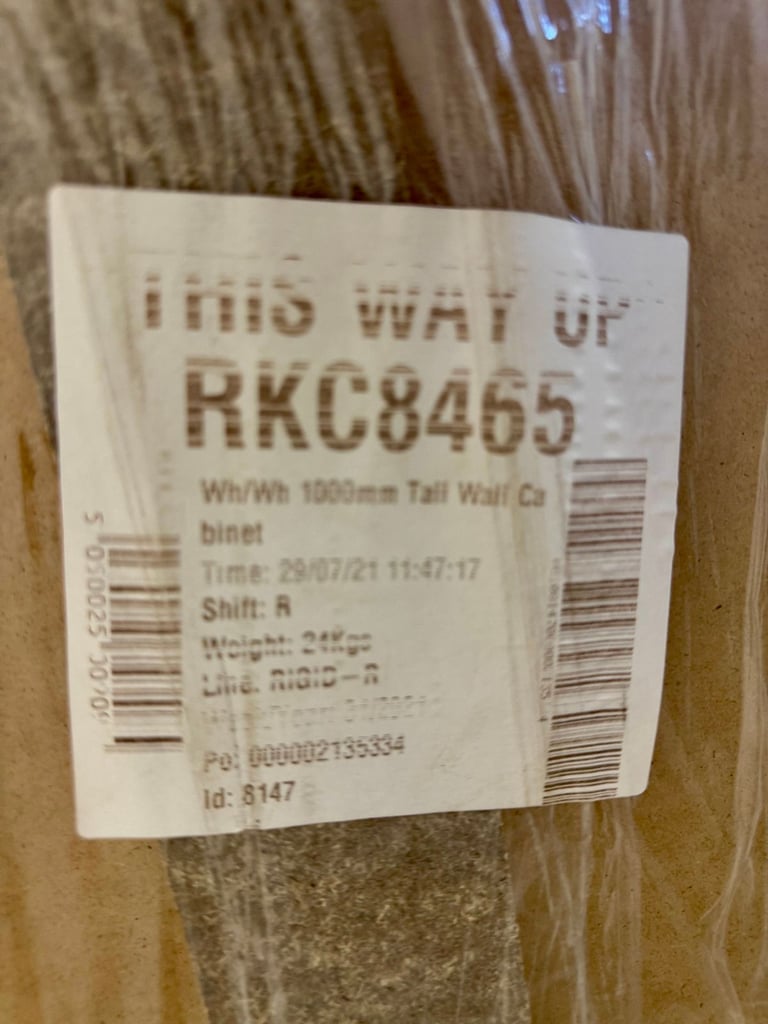 THIS WAY UP
RKC8465
Wh/Wh 1000mm Tall Wall Ca
binet
Time: 29/07/21 11:47:17
Shift: R
Weight: 24Kgs
Line: RIGID-R
Po: 000002135334
Id: 8147